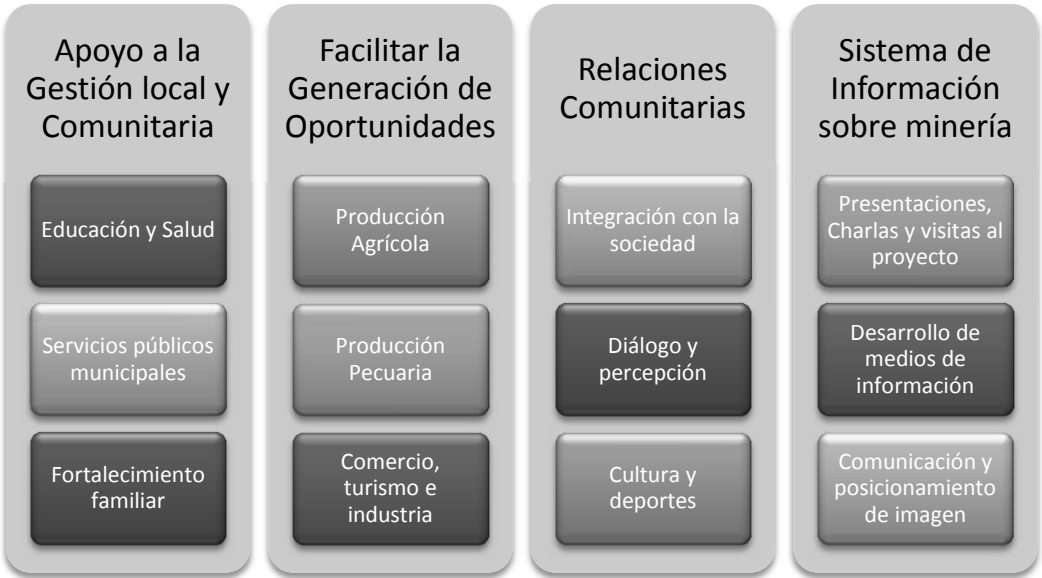 Apoyo a la
Gestión local y
Comunitaria
Educación y Salud
Servicios públicos
municipales
Fortalecimiento
familiar
Facilitar la
Generación de
Oportunidades
Producción
Agrícola
Producción
Pecuaria
Comercio,
turismo e
industria
Relaciones
Comunitarias
Integración con la
sociedad
Diálogo y
percepción
Cultura y
deportes
Sistema de
Información
sobre minería
Presentaciones,
Charlas y visitas al
proyecto
Desarrollo de
medios de
información
Comunicación y
posicionamiento
de imagen